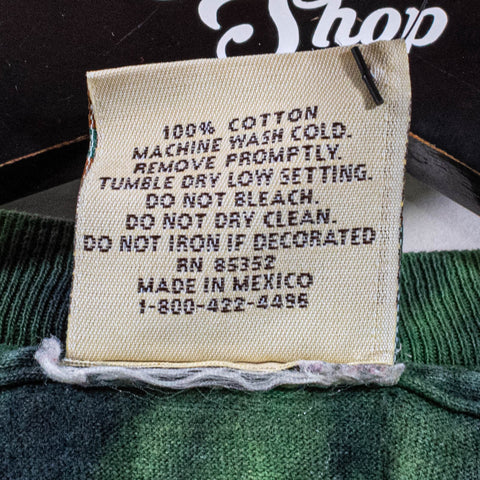 Shop
100% COTTON
MACHINE WASH COLD.
REMOVE PROMPTLY.
TUMBLE DRY LOW SETTING.
DO NOT BLEACH.
DO NOT DRY CLEAN.
DO NOT IRON IF DECORATED
RN 85352
MADE IN MEXICO
1-800-422-4496